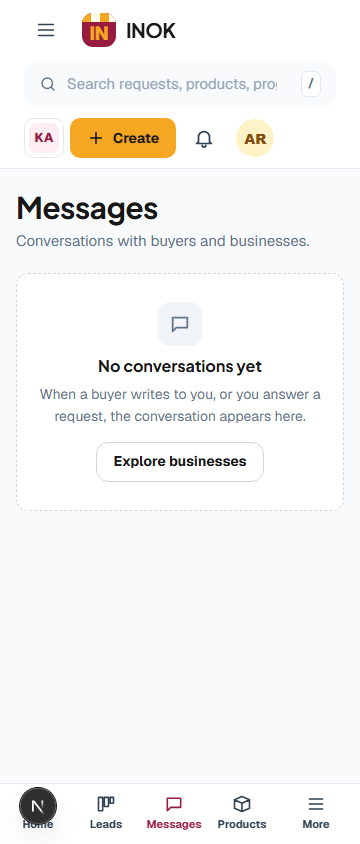 IN INOK
Search requests, products, pro
/
KA
+ Create
AR
Messages
Conversations with buyers and businesses.
No conversations yet
When a buyer writes to you, or you answer a
request, the conversation appears here.
Explore businesses
N
Home
Leads
Messages
Products
More